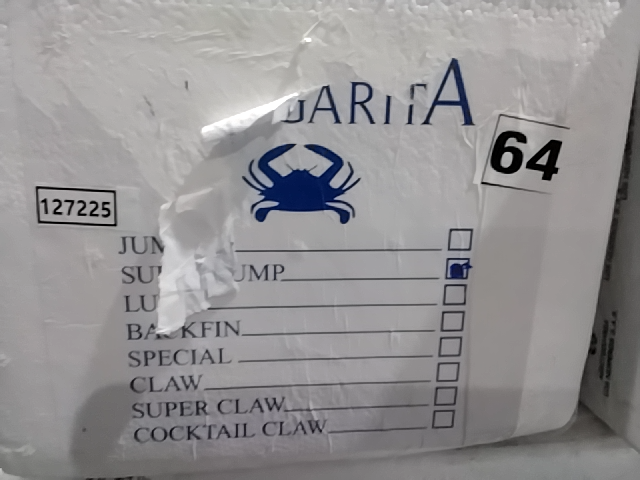 GARITA
64
127225
JUM
SU UMP
LU
BACKFIN
SPECIAL
CLAW
SUPER CLAW
COCKTAIL CLAW